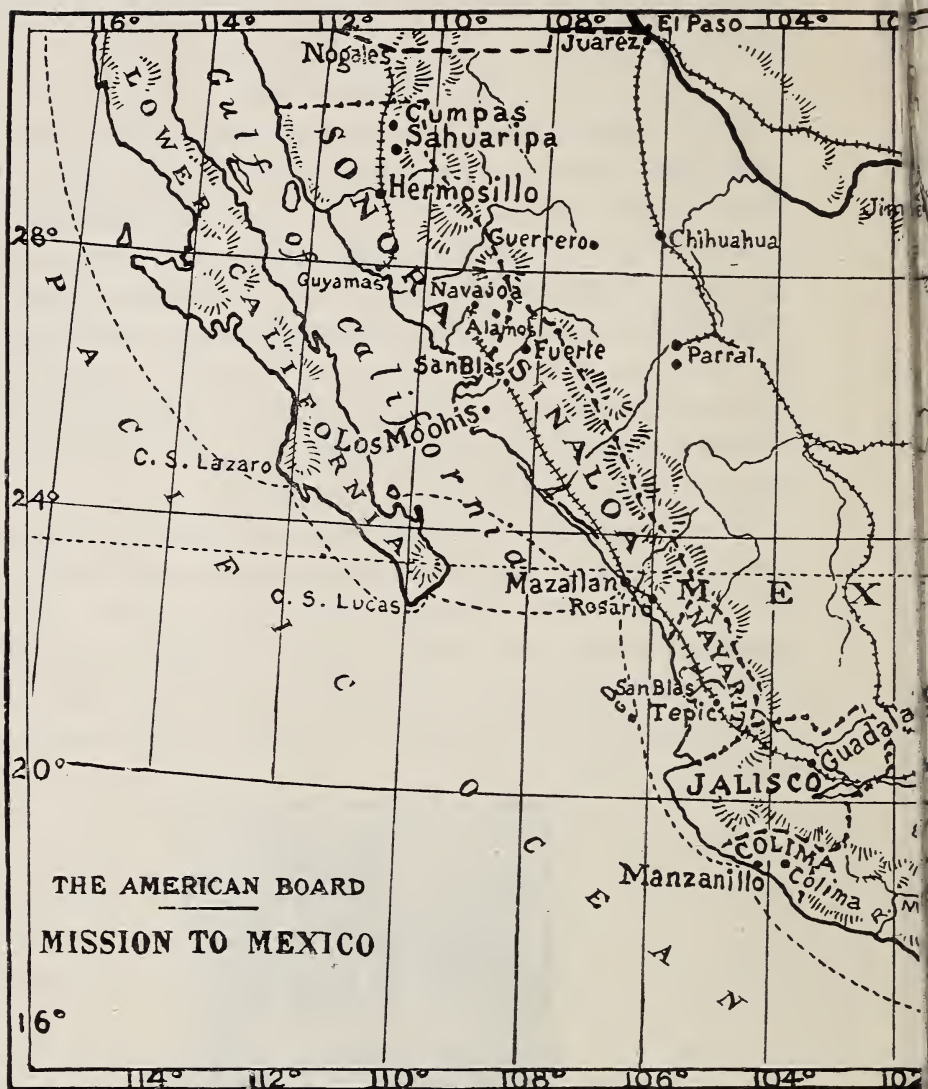 116° 114° 112° 110° 108° 106° 104°
El Paso
Juarez
Nogales
Cumpas
Sahuaripa
Hermosillo
SONORA
LOWER CALIFORNIA
Gulf of California
28°
Guerrero
Chihuahua
Guyamas
Navajoa
Alamos
Fuerte
San Blas
Parral
SINALOA
Los Mochis
C. S. Lazaro
24°
Mazatlan
Rosario
C. S. Lucas
MEX
NAYARIT
San Blas
Tepic
Guada
20°
JALISCO
COLIMA
Colima
Manzanillo
R.
M
PACIFIC OCEAN
THE AMERICAN BOARD
MISSION TO MEXICO
16°
114° 112° 110° 108° 106° 104° 102